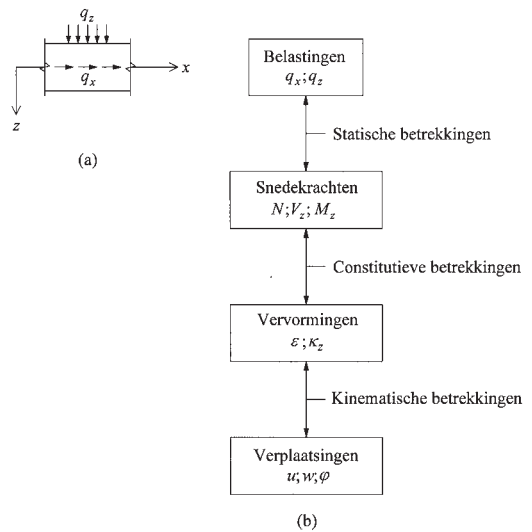 q_z
q_x
x
z
(a)
Belastingen
q_x; q_z
Statische betrekkingen
Snedekrachten
N; V_z; M_z
Constitutieve betrekkingen
Vervormingen
ε; κ_z
Kinematische betrekkingen
Verplaatsingen
u; w; φ
(b)